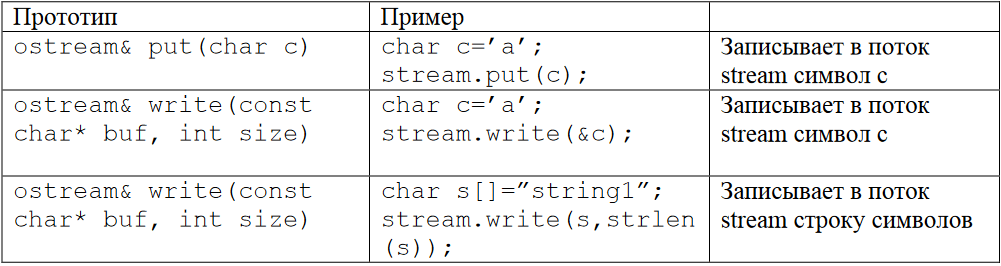 Прототип
Пример
ostream& put(char c)
char c=’a’;
stream.put(c);
Записывает в поток
stream символ c
ostream& write(const
char* buf, int size)
char c=’a’;
stream.write(&c);
Записывает в поток
stream символ c
ostream& write(const
char* buf, int size)
char s[]=”string1”;
stream.write(s,strlen
(s));
Записывает в поток
stream строку символов